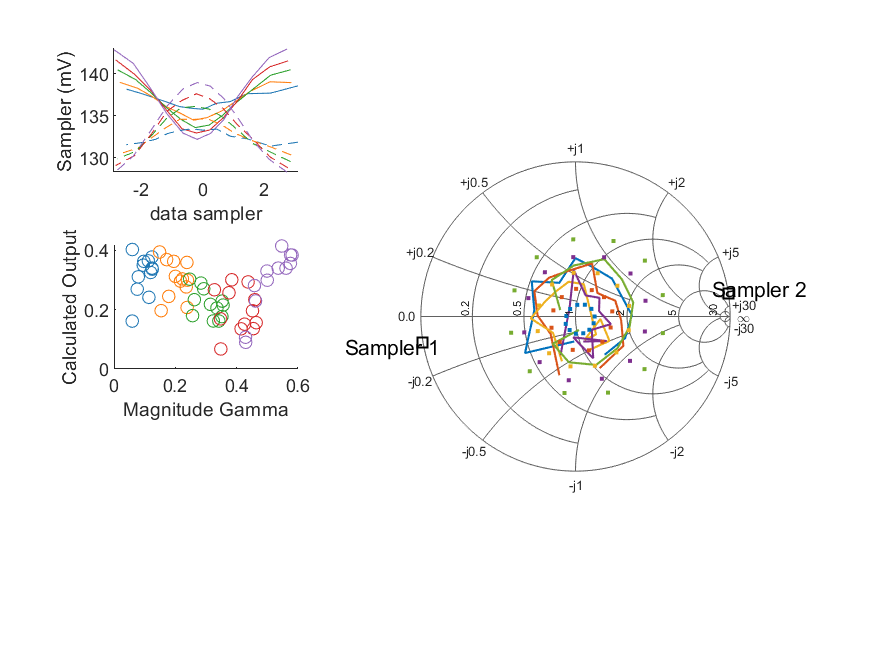 Sampler (mV)
140
135
130
-2
0
2
data sampler
Calculated Output
0.4
0.2
0
0
0.2
0.4
0.6
Magnitude Gamma
+j1
+j0.5
+j2
+j0.2
+j5
Sampler 2
+j30
0.0
0.2
0.5
1
2
5
30
∞
-j30
Sampler 1
-j0.2
-j5
-j0.5
-j2
-j1